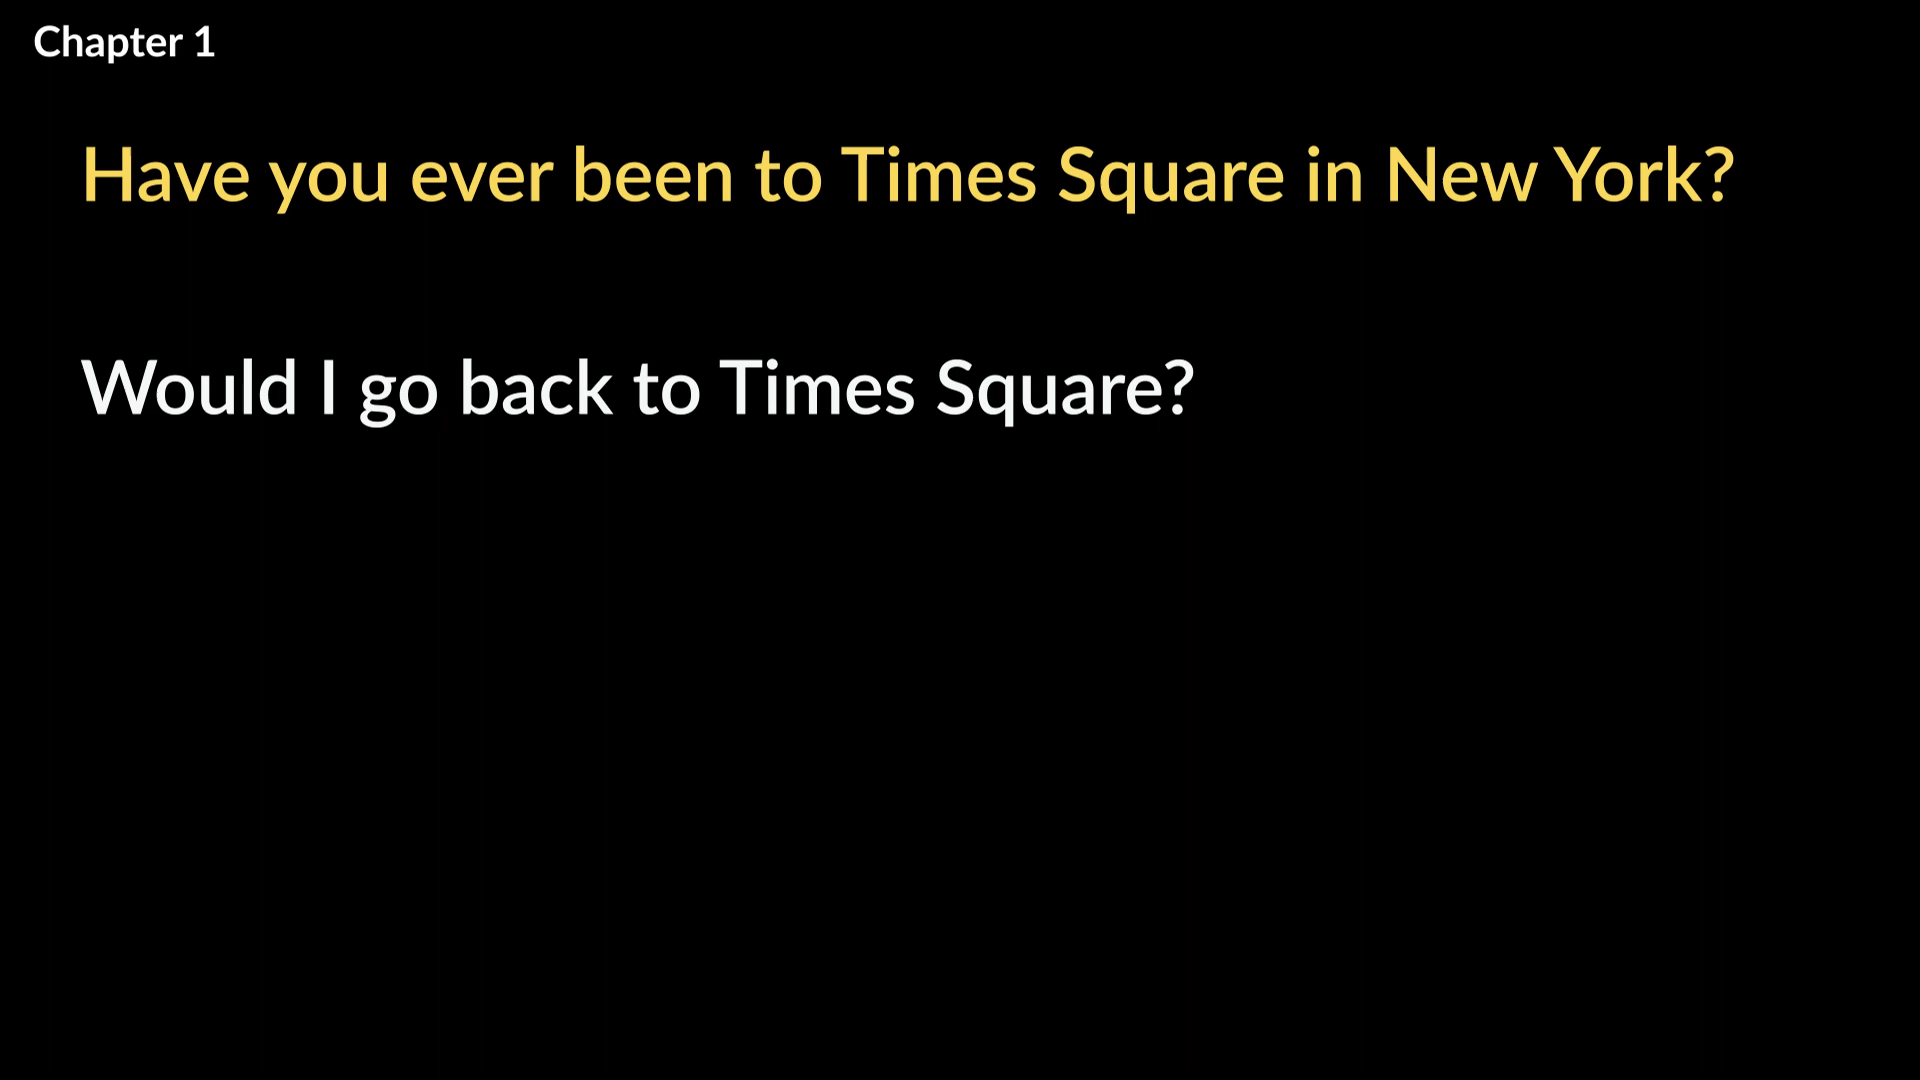 Chapter 1
Have you ever been to Times Square in New York?
Would I go back to Times Square?